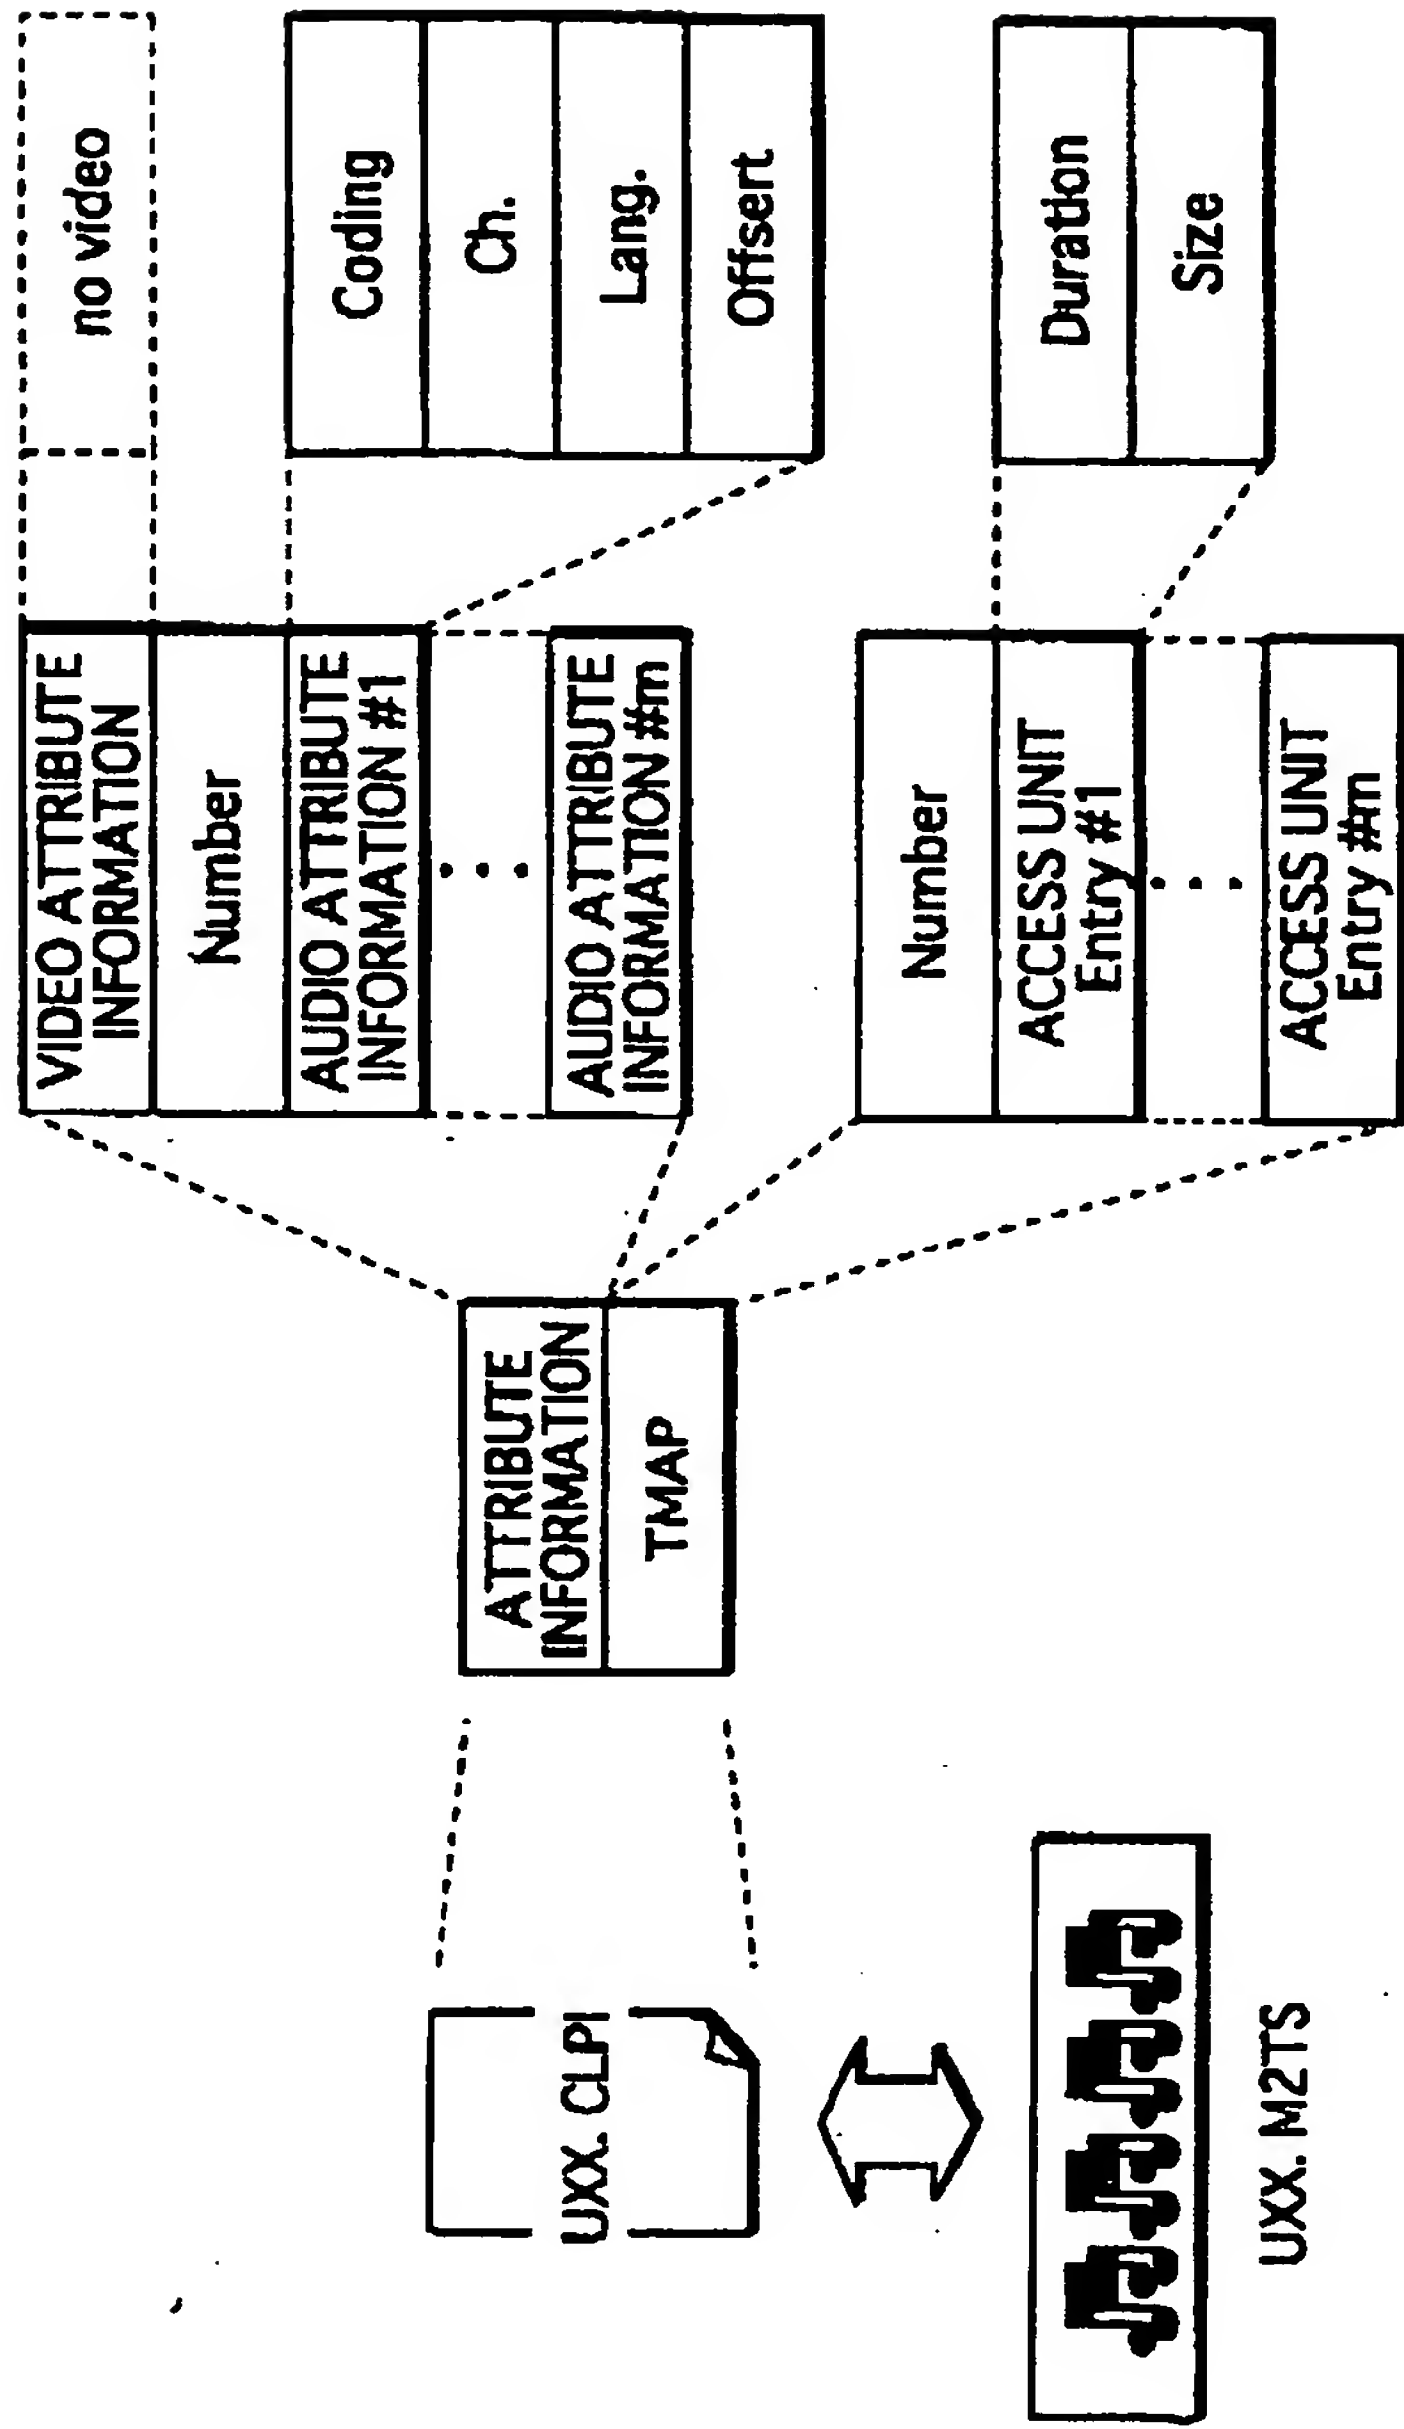 UXX. CLPI
UXX. M2TS
ATTRIBUTE
INFORMATION
TMAP
VIDEO ATTRIBUTE
INFORMATION
Number
AUDIO ATTRIBUTE
INFORMATION #1
AUDIO ATTRIBUTE
INFORMATION #m
Number
ACCESS UNIT
Entry #1
ACCESS UNIT
Entry #m
no video
Coding
Ch.
Lang.
Offsert
Duration
Size